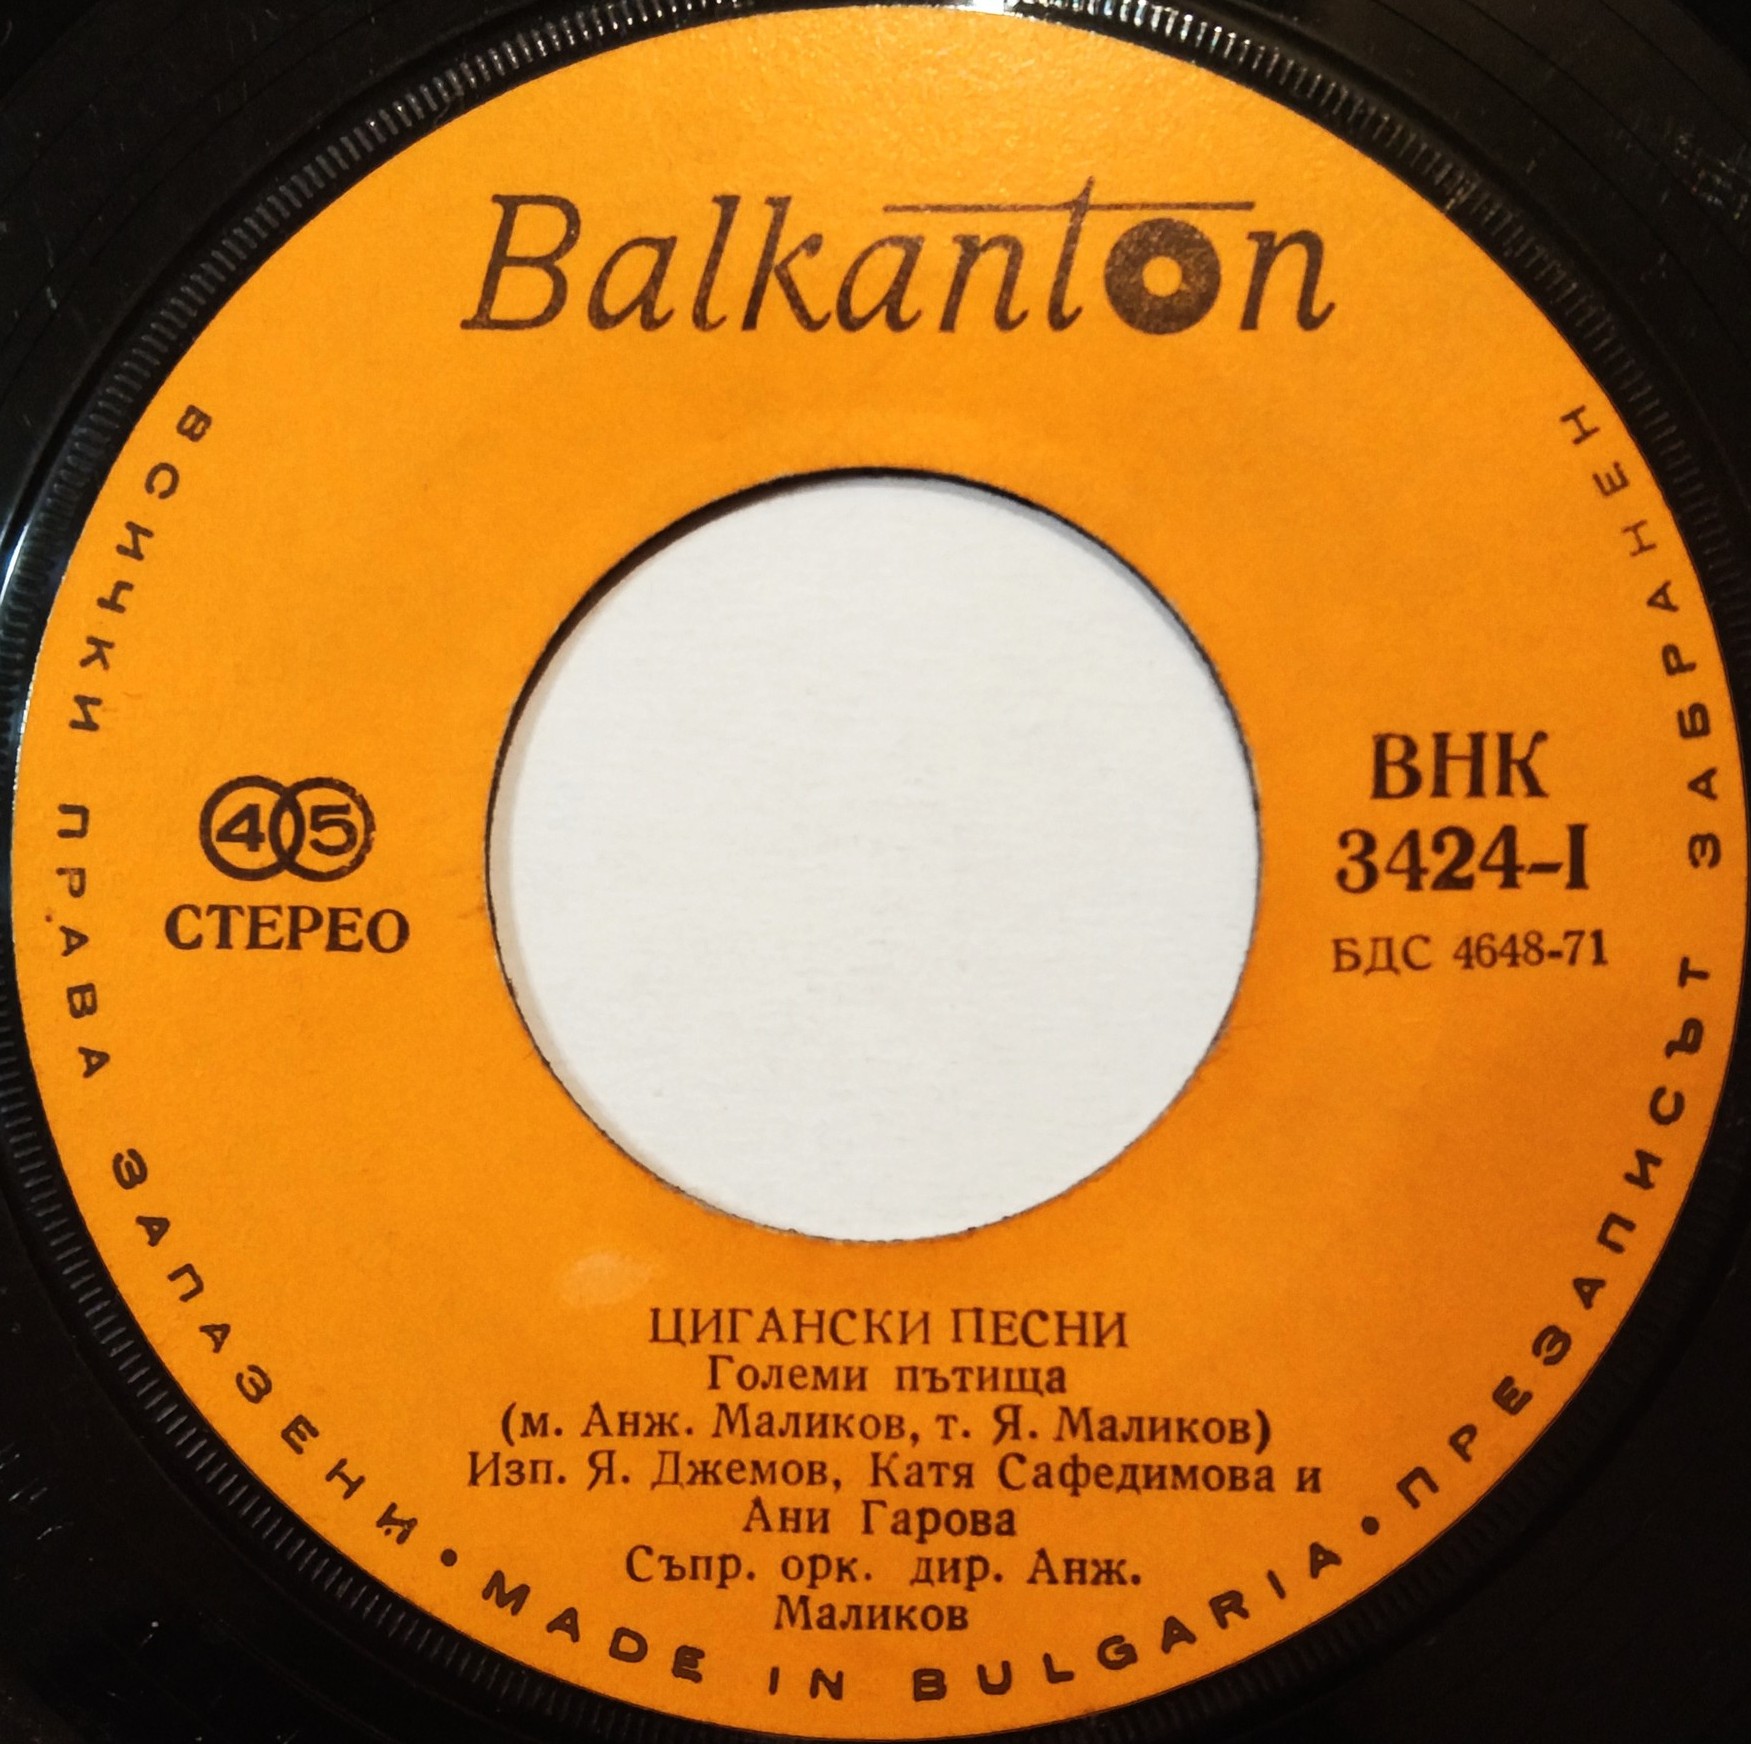 Balkanton
ВСИЧКИ ПРАВА ЗАПАЗЕНИ • MADE IN BULGARIA • ПРЕЗАПИСЪТ ЗАБРАНЕН
45
СТЕРЕО
ВНК
3424-I
БДС 4648-71
ЦИГАНСКИ ПЕСНИ
Големи пътища
(м. Анж. Маликов, т. Я. Маликов)
Изп. Я. Джемов, Катя Сафедимова и
Ани Гарова
Съпр. орк. дир. Анж.
Маликов